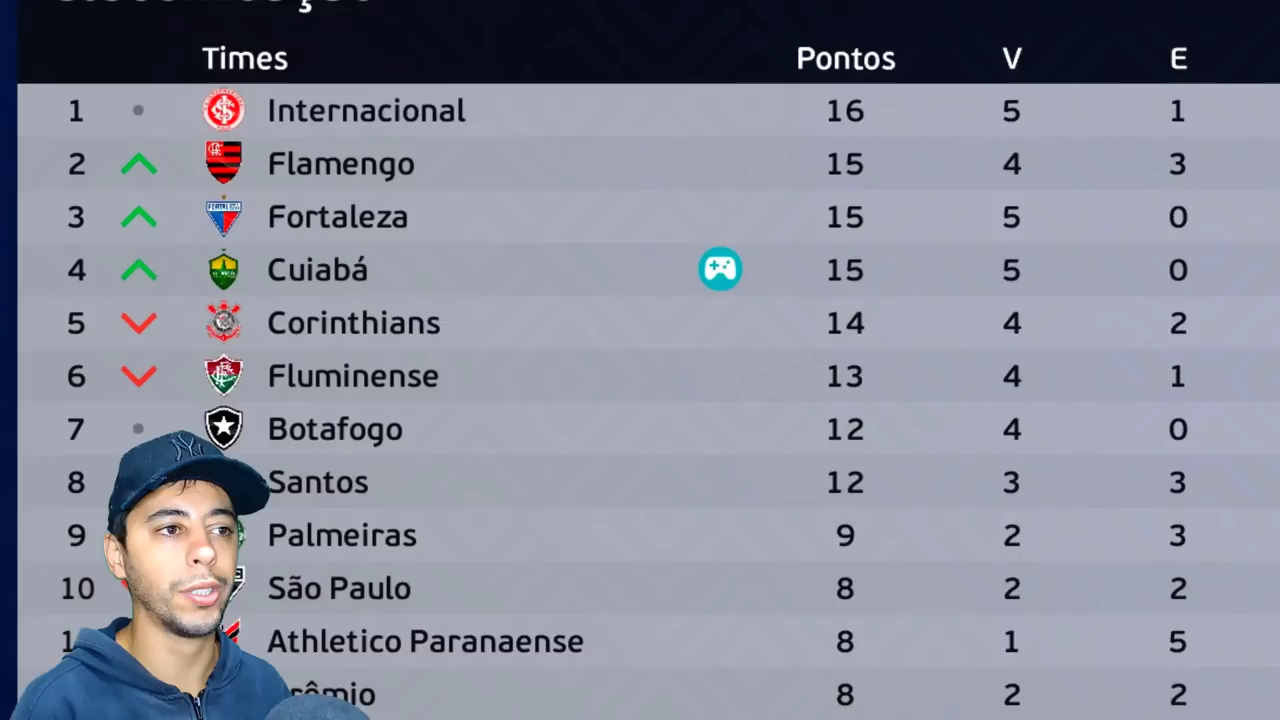 Times Pontos V E
1 Internacional 16 5 1
2 Flamengo 15 4 3
3 Fortaleza 15 5 0
4 Cuiabá 15 5 0
5 Corinthians 14 4 2
6 Fluminense 13 4 1
7 Botafogo 12 4 0
8 Santos 12 3 3
9 Palmeiras 9 2 3
10 São Paulo 8 2 2
Athletico Paranaense 8 1 5
rêmio 8 2 2